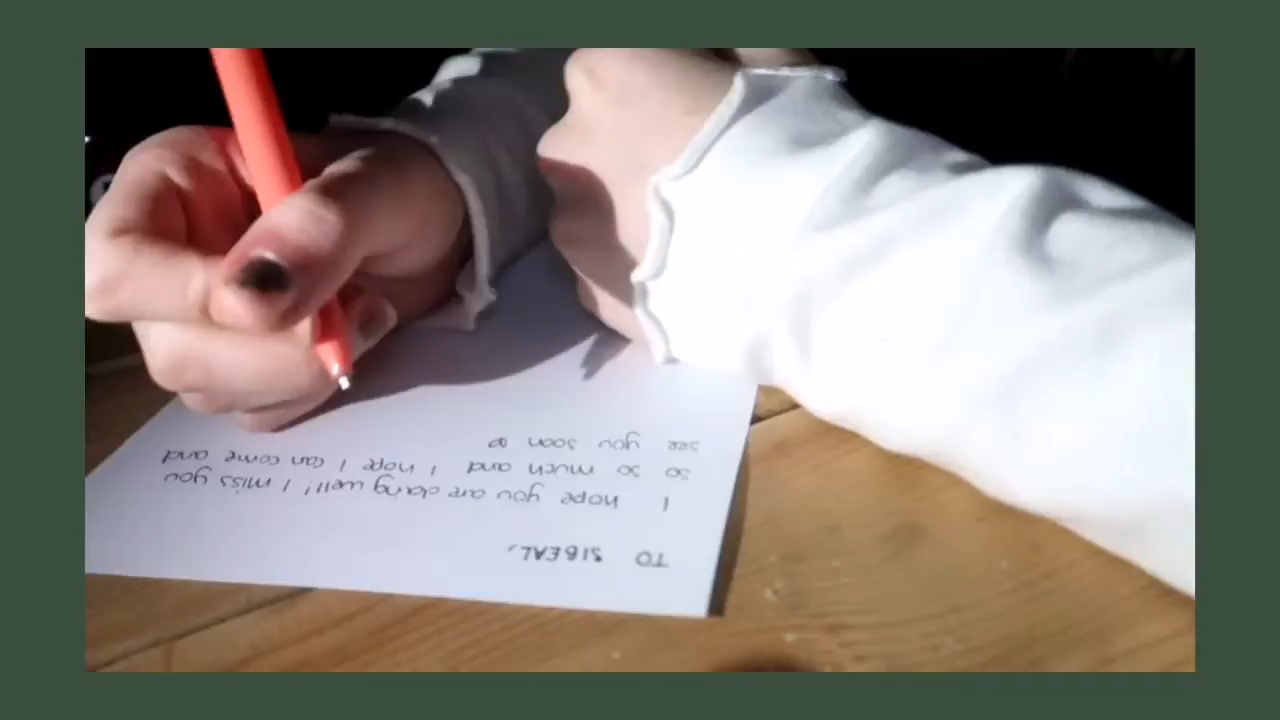 TO SIBEAL,
I hope you are doing well! I miss you
so so much and I hope I can come and
see you soon ♡